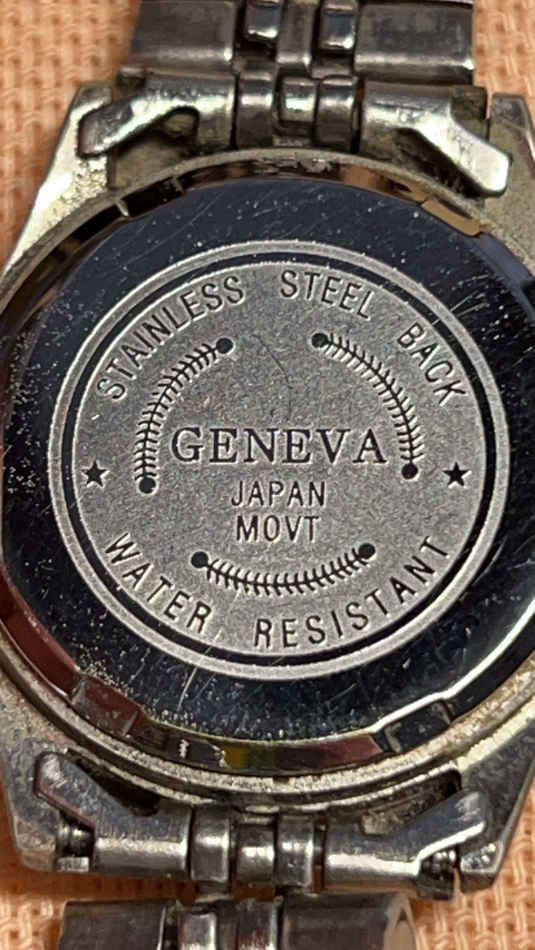 STAINLESS STEEL BACK
GENEVA
JAPAN
MOVT
WATER RESISTANT